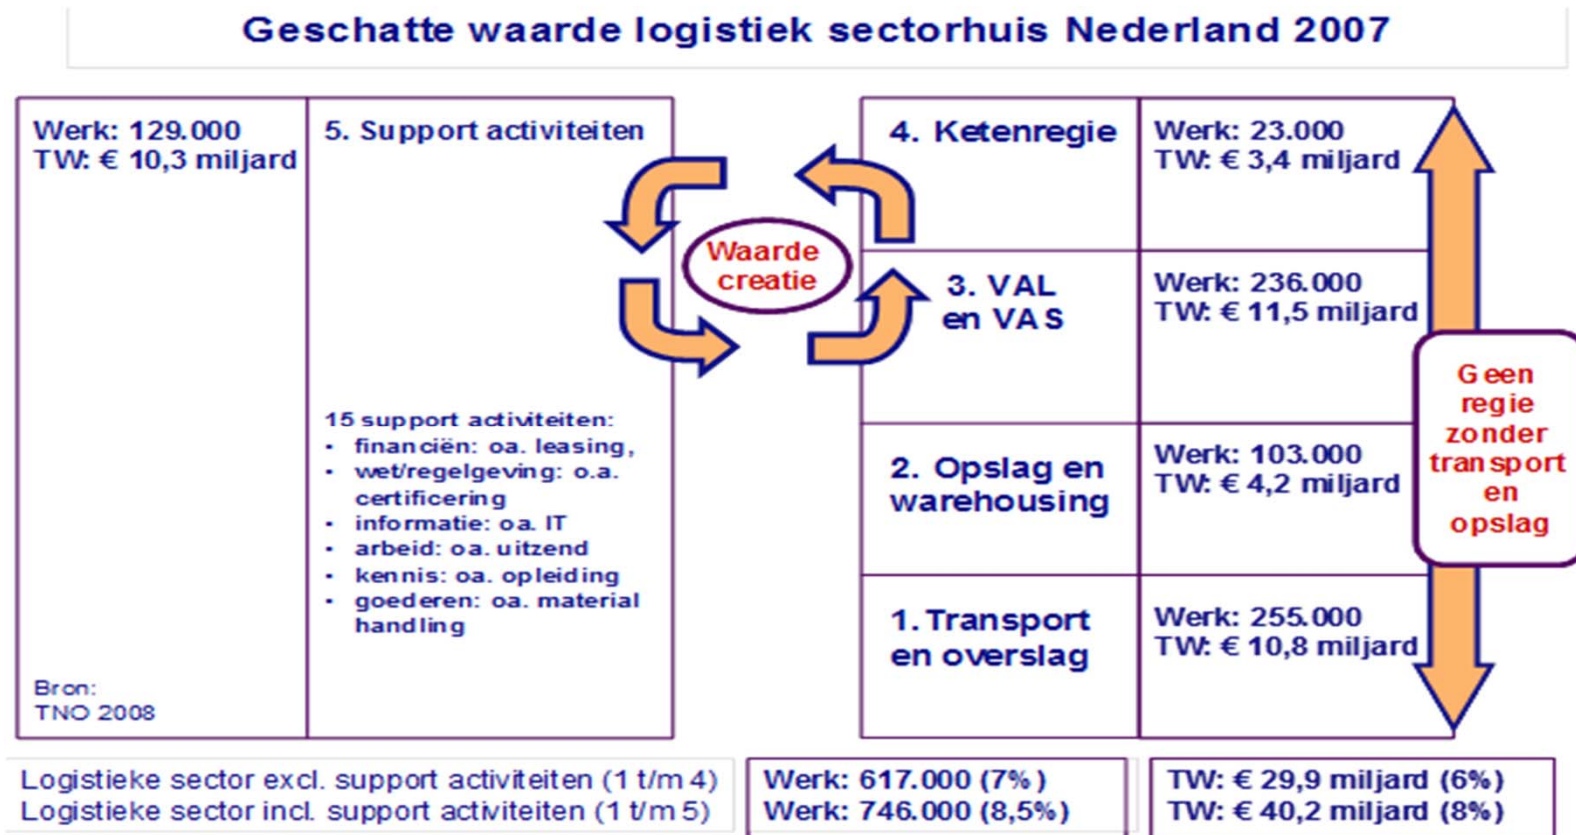 Geschatte waarde logistiek sectorhuis Nederland 2007
Werk: 129.000
TW: € 10,3 miljard
5. Support activiteiten
15 support activiteiten:
• financiën: oa. leasing,
• wet/regelgeving: o.a.
certificering
• informatie: oa. IT
• arbeid: oa. uitzend
• kennis: oa. opleiding
• goederen: oa. material
handling
Bron:
TNO 2008
Waarde
creatie
4. Ketenregie
Werk: 23.000
TW: € 3,4 miljard
3. VAL
en VAS
Werk: 236.000
TW: € 11,5 miljard
2. Opslag en
warehousing
Werk: 103.000
TW: € 4,2 miljard
1. Transport
en overslag
Werk: 255.000
TW: € 10,8 miljard
Geen
regie
zonder
transport
en
opslag
Logistieke sector excl. support activiteiten (1 t/m 4)
Werk: 617.000 (7%)
TW: € 29,9 miljard (6%)
Logistieke sector incl. support activiteiten (1 t/m 5)
Werk: 746.000 (8,5%)
TW: € 40,2 miljard (8%)